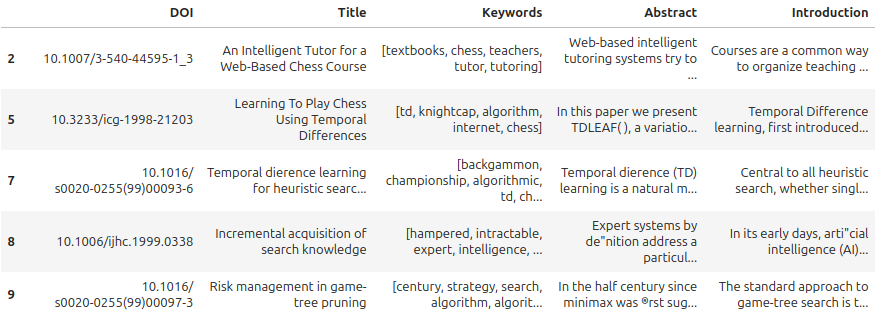 DOI Title Keywords Abstract Introduction
2 10.1007/3-540-44595-1_3 An Intelligent Tutor for a Web-Based Chess Course [textbooks, chess, teachers, tutor, tutoring] Web-based intelligent tutoring systems try to ... Courses are a common way to organize teaching ...
5 10.3233/icg-1998-21203 Learning To Play Chess Using Temporal Differences [td, knightcap, algorithm, internet, chess] In this paper we present TDLEAF( ), a variatio... Temporal Difference learning, first introduced...
7 10.1016/s0020-0255(99)00093-6 Temporal dierence learning for heuristic searc... [backgammon, championship, algorithmic, td, ch... Temporal dierence (TD) learning is a natural m... Central to all heuristic search, whether singl...
8 10.1006/ijhc.1999.0338 Incremental acquisition of search knowledge [hampered, intractable, expert, intelligence, ... Expert systems by de"nition address a particul... In its early days, arti"cial intelligence (AI)...
9 10.1016/s0020-0255(99)00097-3 Risk management in game-tree pruning [century, strategy, search, algorithm, algorit... In the half century since minimax was ®rst sug... The standard approach to game-tree search is t...